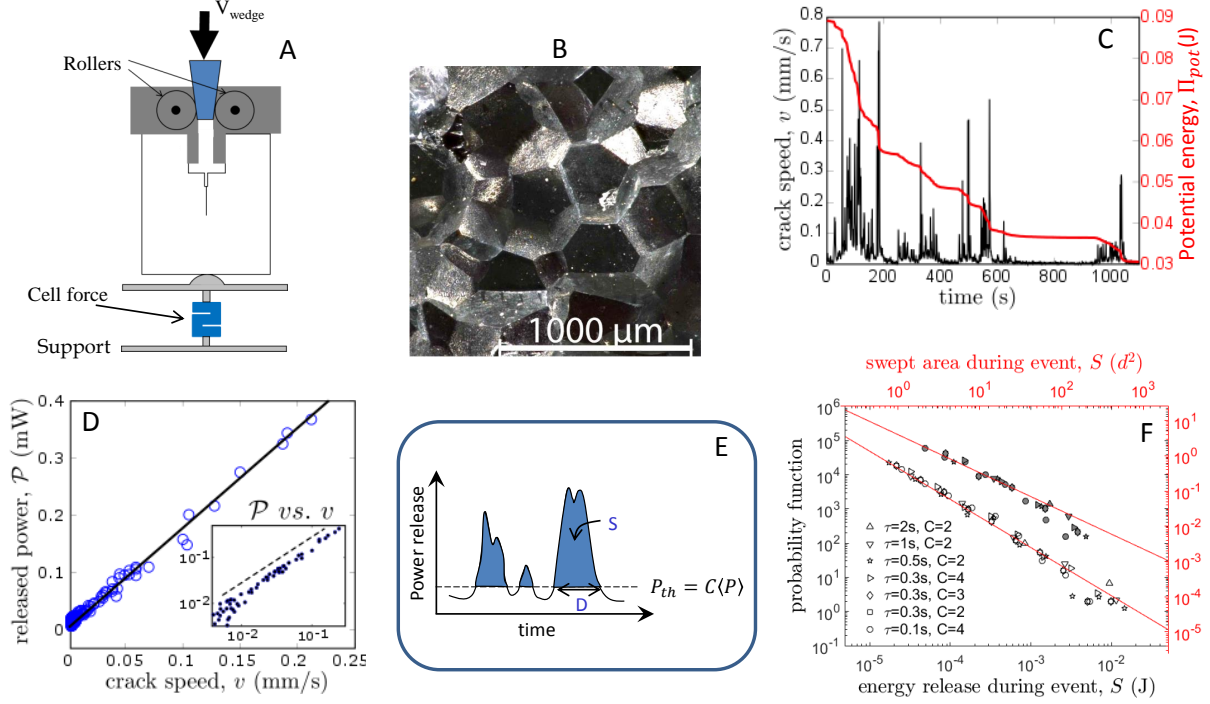 V_wedge
Rollers
A
Cell force
Support
B
1000 µm
C
crack speed, v (mm/s)
0.8
0.7
0.6
0.5
0.4
0.3
0.2
0.1
0
0 200 400 600 800 1000
time (s)
0.09
0.08
0.07
0.06
0.05
0.04
0.03
Potential energy, Π_pot (J)
D
released power, 𝒫 (mW)
0.4
0.3
0.2
0.1
0
0 0.05 0.1 0.15 0.2 0.25
crack speed, v (mm/s)
𝒫 vs. v
10^-1
10^-2
10^-2 10^-1
E
Power release
S
P_th = C⟨P⟩
D
time
swept area during event, S (d^2)
10^0 10^1 10^2 10^3
F
probability function
10^6
10^5
10^4
10^3
10^2
10^1
10^0
10^-1
10^1
10^0
10^-1
10^-2
10^-3
10^-4
10^-5
τ=2s, C=2
τ=1s, C=2
τ=0.5s, C=2
τ=0.3s, C=4
τ=0.3s, C=3
τ=0.3s, C=2
τ=0.1s, C=4
10^-5 10^-4 10^-3 10^-2
energy release during event, S (J)